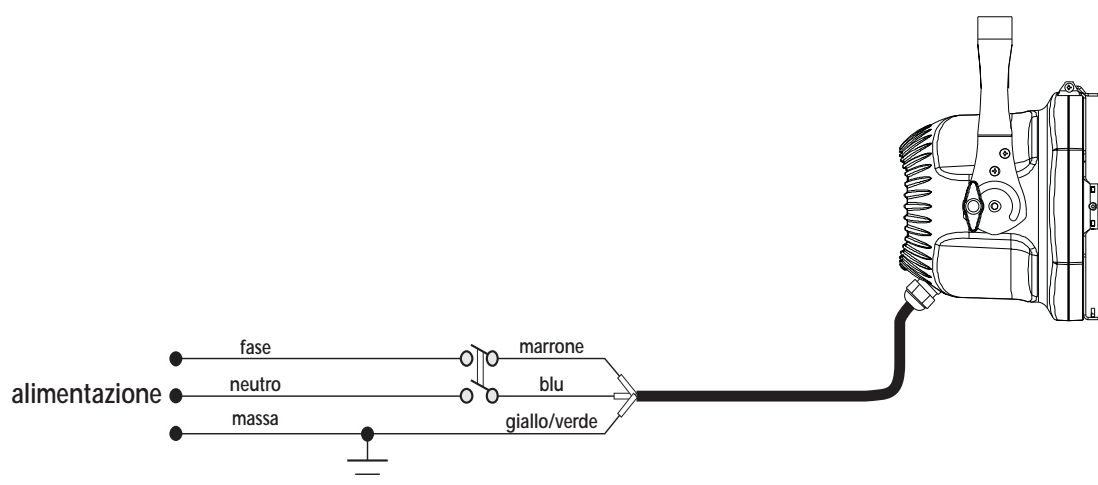 fase
marrone
alimentazione
neutro
blu
massa
giallo/verde